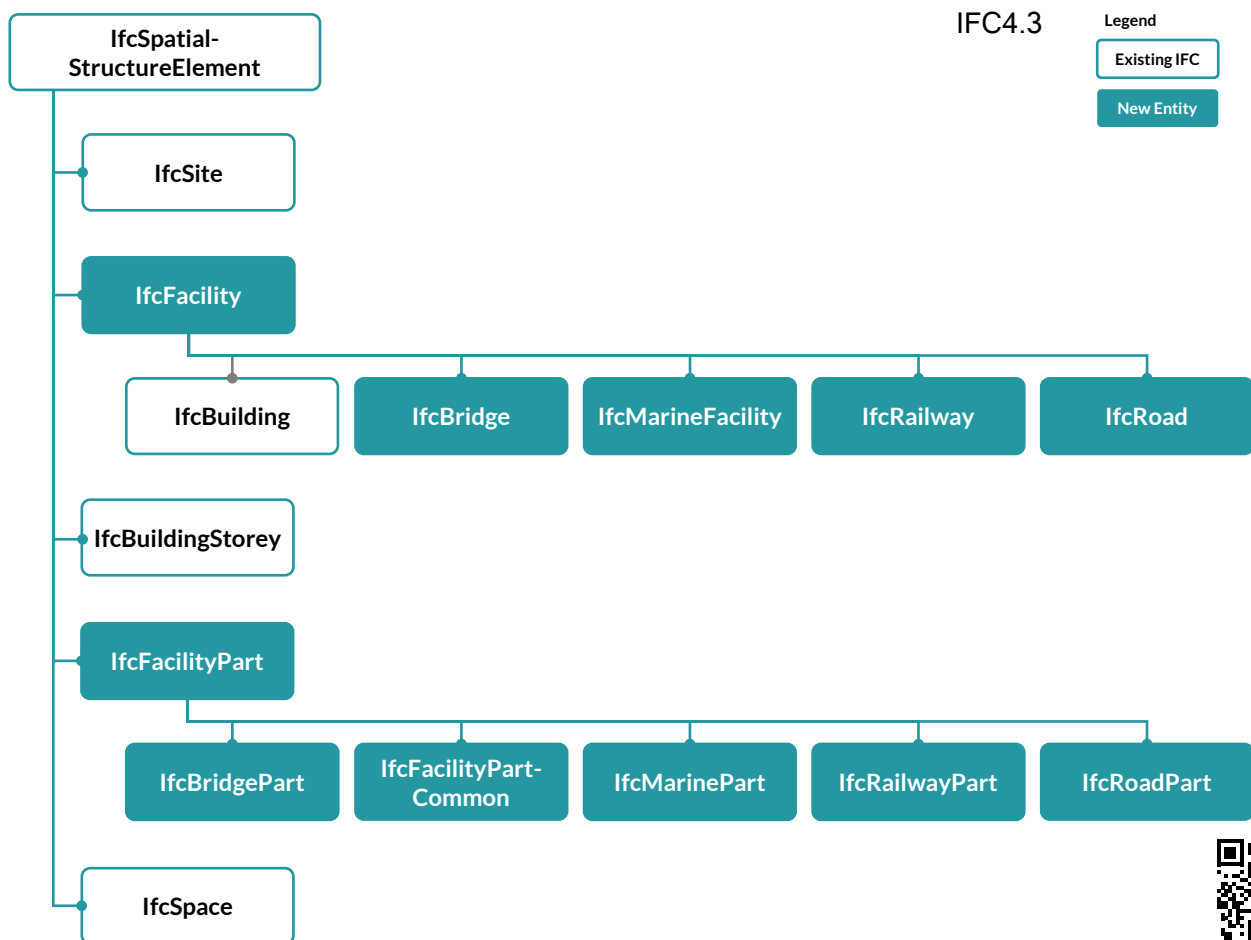 IfcSpatial-
StructureElement
IFC4.3
Legend
Existing IFC
New Entity
IfcSite
IfcFacility
IfcBuilding
IfcBridge
IfcMarineFacility
IfcRailway
IfcRoad
IfcBuildingStorey
IfcFacilityPart
IfcBridgePart
IfcFacilityPart-
Common
IfcMarinePart
IfcRailwayPart
IfcRoadPart
IfcSpace